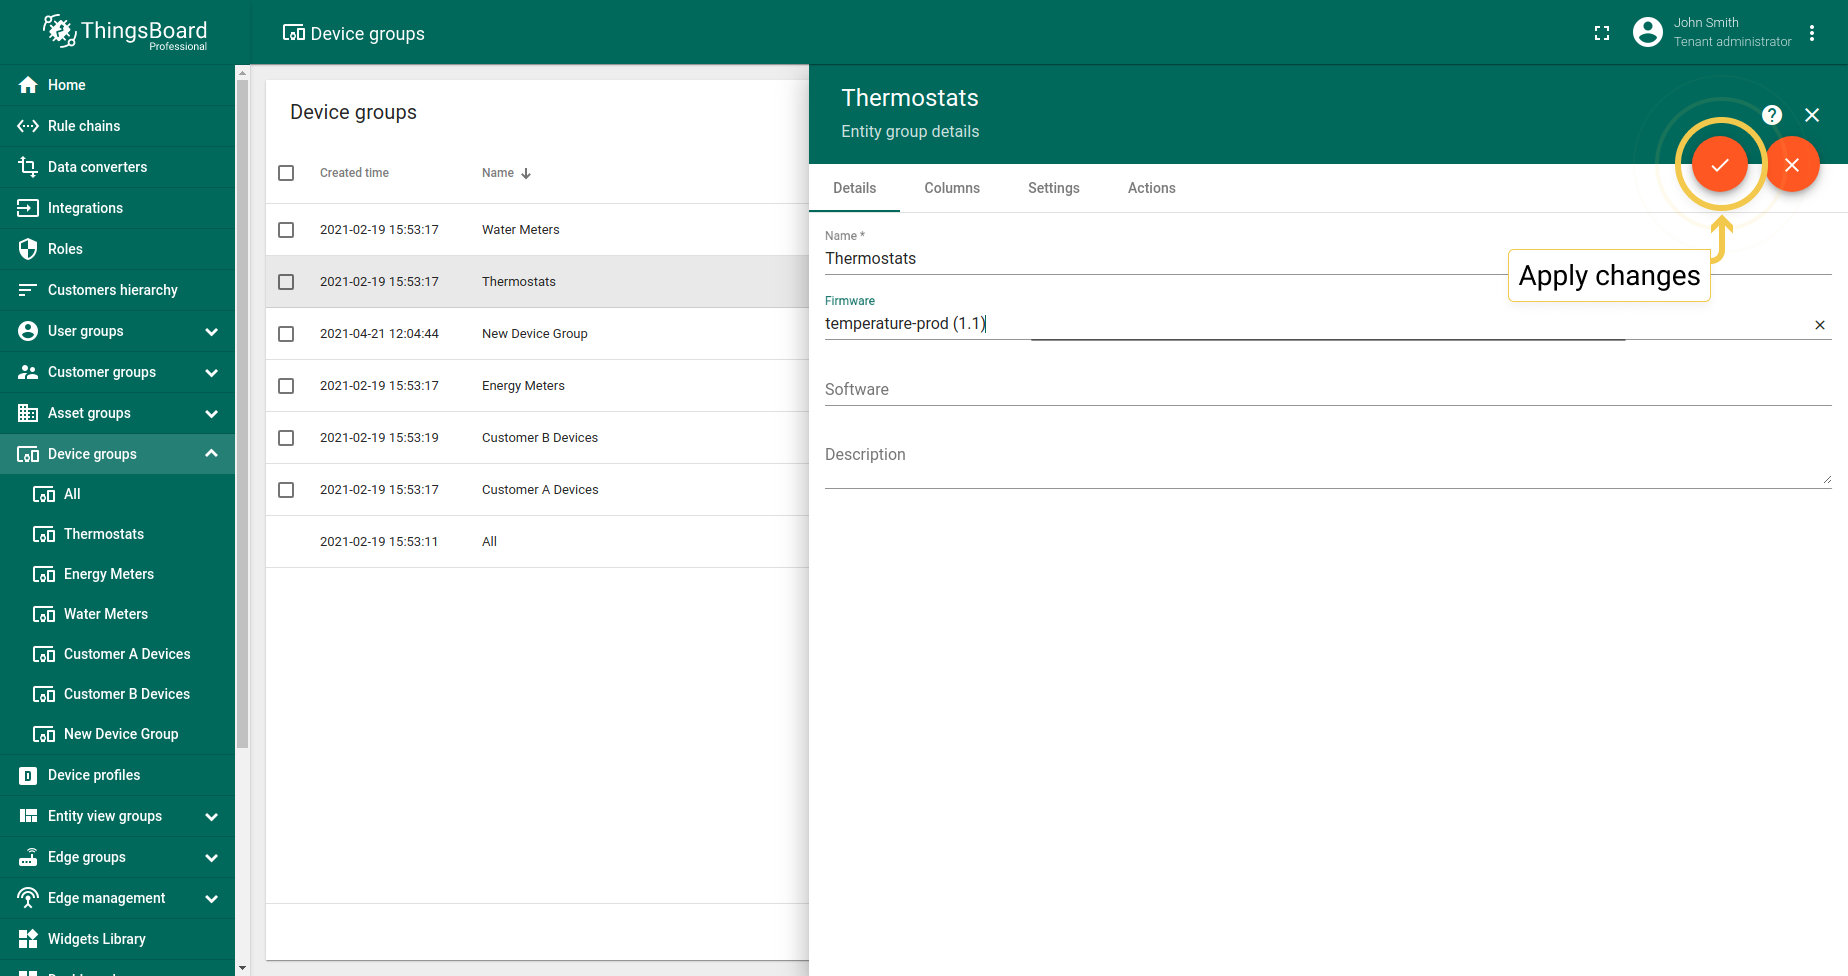 ThingsBoard
Professional
Device groups
John Smith
Tenant administrator
Home
Rule chains
Data converters
Integrations
Roles
Customers hierarchy
User groups
Customer groups
Asset groups
Device groups
All
Thermostats
Energy Meters
Water Meters
Customer A Devices
Customer B Devices
New Device Group
Device profiles
Entity view groups
Edge groups
Edge management
Widgets Library
Device groups
Created time Name
2021-02-19 15:53:17 Water Meters
2021-02-19 15:53:17 Thermostats
2021-04-21 12:04:44 New Device Group
2021-02-19 15:53:17 Energy Meters
2021-02-19 15:53:19 Customer B Devices
2021-02-19 15:53:17 Customer A Devices
2021-02-19 15:53:11 All
Thermostats
Entity group details
Details Columns Settings Actions
Name *
Thermostats
Apply changes
Firmware
temperature-prod (1.1)
Software
Description